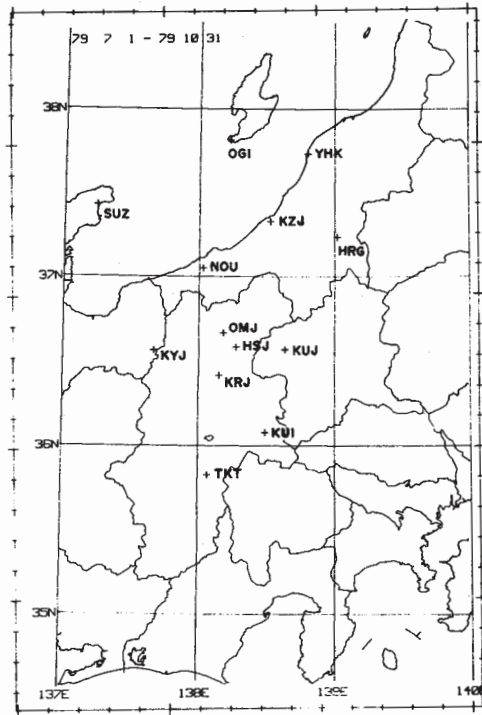 79 7 1 - 79 10 31
38N
OGI
YHK
SUZ
KZJ
HRG
NOU
37N
OMJ
HSJ
KUJ
KYJ
KRJ
KUI
36N
TKT
35N
137E 138E 139E 140E